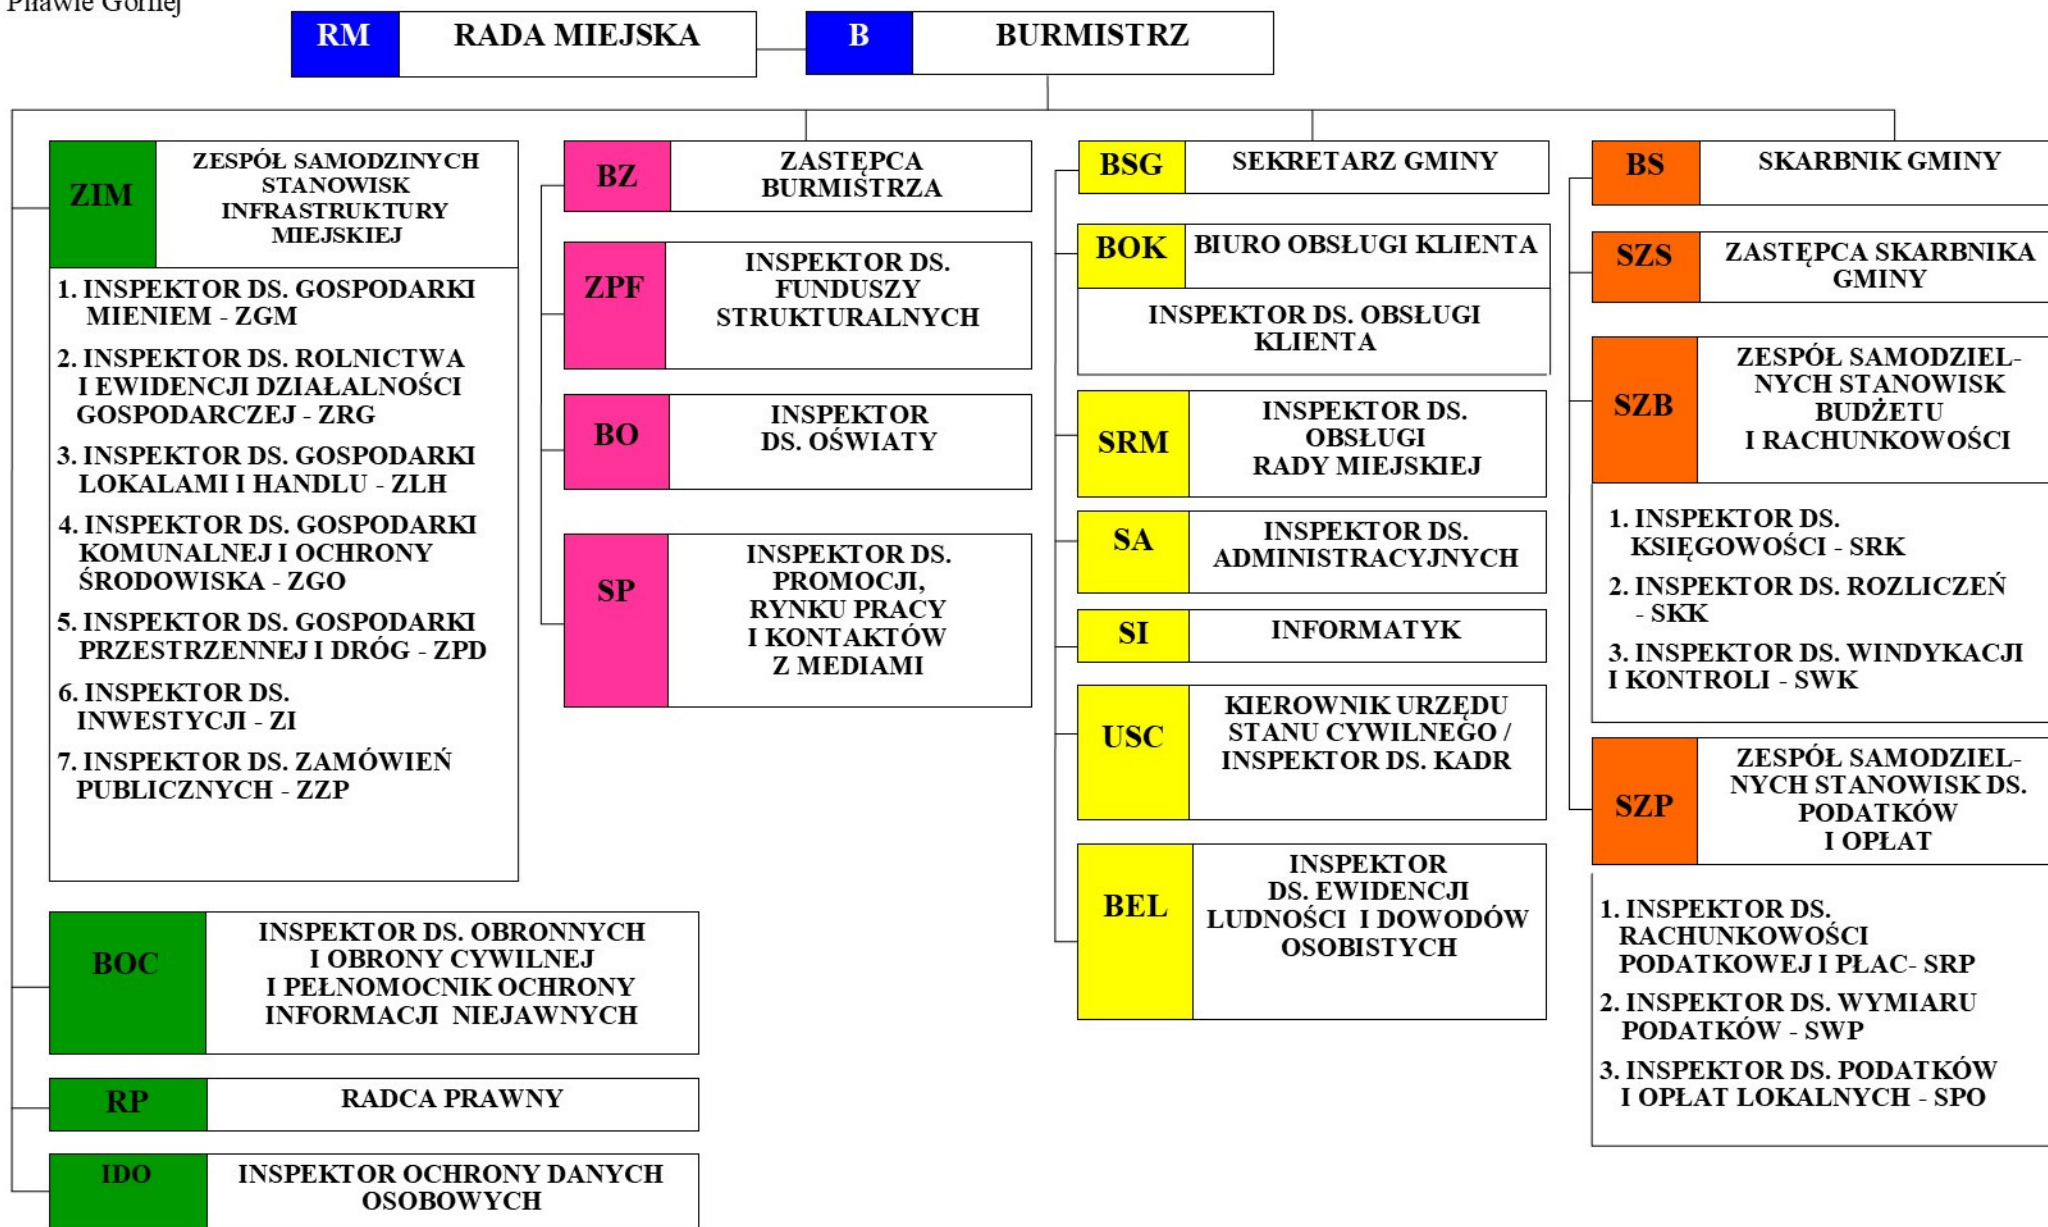 Piławie Górnej
RM RADA MIEJSKA
B BURMISTRZ
ZIM
ZESPÓŁ SAMODZINYCH
STANOWISK
INFRASTRUKTURY
MIEJSKIEJ
1. INSPEKTOR DS. GOSPODARKI
MIENIEM - ZGM
2. INSPEKTOR DS. ROLNICTWA
I EWIDENCJI DZIAŁALNOŚCI
GOSPODARCZEJ - ZRG
3. INSPEKTOR DS. GOSPODARKI
LOKALAMI I HANDLU - ZLH
4. INSPEKTOR DS. GOSPODARKI
KOMUNALNEJ I OCHRONY
ŚRODOWISKA - ZGO
5. INSPEKTOR DS. GOSPODARKI
PRZESTRZENNEJ I DRÓG - ZPD
6. INSPEKTOR DS.
INWESTYCJI - ZI
7. INSPEKTOR DS. ZAMÓWIEŃ
PUBLICZNYCH - ZZP
BOC
INSPEKTOR DS. OBRONNYCH
I OBRONY CYWILNEJ
I PEŁNOMOCNIK OCHRONY
INFORMACJI NIEJAWNYCH
RP
RADCA PRAWNY
IDO
INSPEKTOR OCHRONY DANYCH
OSOBOWYCH
BZ
ZASTĘPCA
BURMISTRZA
ZPF
INSPEKTOR DS.
FUNDUSZY
STRUKTURALNYCH
BO
INSPEKTOR
DS. OŚWIATY
SP
INSPEKTOR DS.
PROMOCJI,
RYNKU PRACY
I KONTAKTÓW
Z MEDIAMI
BSG
SEKRETARZ GMINY
BOK
BIURO OBSŁUGI KLIENTA
INSPEKTOR DS. OBSŁUGI
KLIENTA
SRM
INSPEKTOR DS.
OBSŁUGI
RADY MIEJSKIEJ
SA
INSPEKTOR DS.
ADMINISTRACYJNYCH
SI
INFORMATYK
USC
KIEROWNIK URZĘDU
STANU CYWILNEGO /
INSPEKTOR DS. KADR
BEL
INSPEKTOR
DS. EWIDENCJI
LUDNOŚCI I DOWODÓW
OSOBISTYCH
BS
SKARBNIK GMINY
SZS
ZASTĘPCA SKARBNIKA
GMINY
SZB
ZESPÓŁ SAMODZIEL-
NYCH STANOWISK
BUDŻETU
I RACHUNKOWOŚCI
1. INSPEKTOR DS.
KSIĘGOWOŚCI - SRK
2. INSPEKTOR DS. ROZLICZEŃ
- SKK
3. INSPEKTOR DS. WINDYKACJI
I KONTROLI - SWK
SZP
ZESPÓŁ SAMODZIEL-
NYCH STANOWISK DS.
PODATKÓW
I OPŁAT
1. INSPEKTOR DS.
RACHUNKOWOŚCI
PODATKOWEJ I PŁAC- SRP
2. INSPEKTOR DS. WYMIARU
PODATKÓW - SWP
3. INSPEKTOR DS. PODATKÓW
I OPŁAT LOKALNYCH - SPO